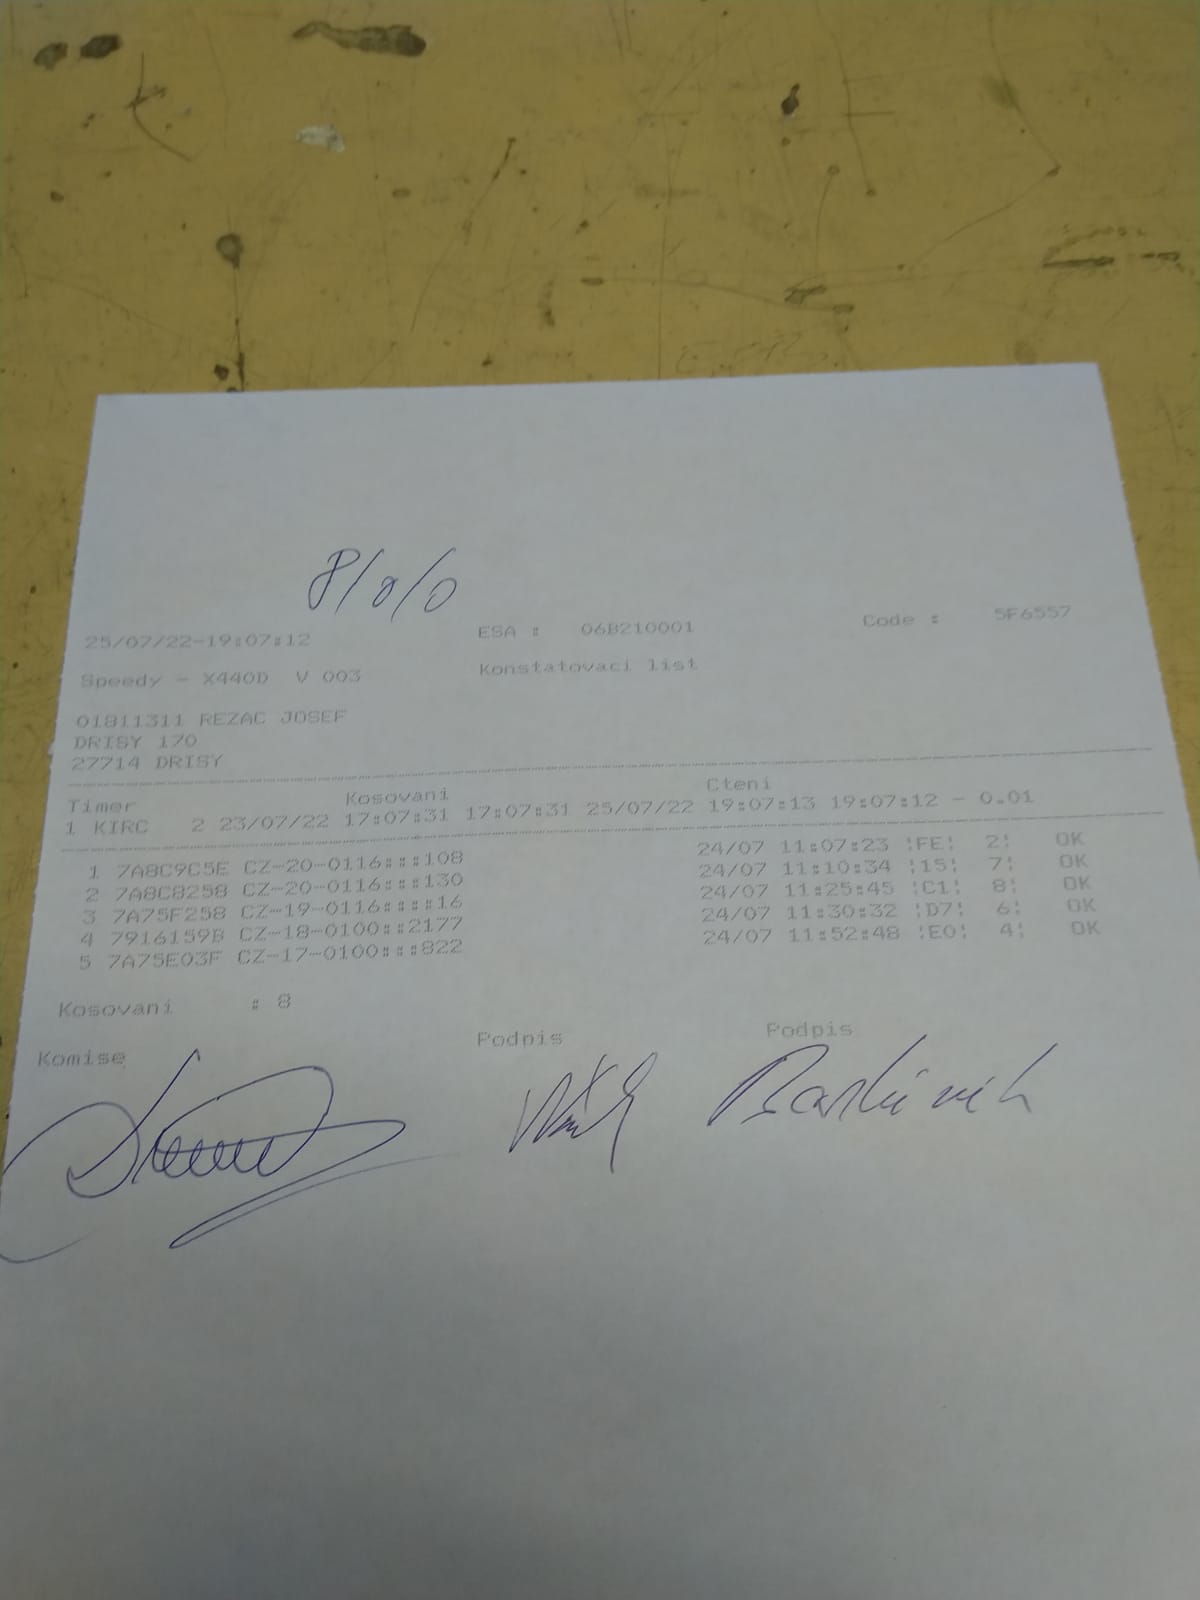 8/0/0
25/07/22-19:07:12 ESA : 06B210001 Code : 5F6557
Speedy - X440D V 003 Konstatovaci list
01811311 REZAC JOSEF
DRISY 170
27714 DRISY
Timer Kosovani Cteni
1 KIRC 2 23/07/22 17:07:31 17:07:31 25/07/22 19:07:13 19:07:12 - 0.01
1 7A8C9C5E CZ-20-0116:::108 24/07 11:07:23 ¦FE¦ 2¦ OK
2 7A8C8258 CZ-20-0116:::130 24/07 11:10:34 ¦15¦ 7¦ OK
3 7A75F258 CZ-19-0116::::16 24/07 11:25:45 ¦C1¦ 8¦ OK
4 7916159B CZ-18-0100::2177 24/07 11:30:32 ¦D7¦ 6¦ OK
5 7A75E03F CZ-17-0100:::822 24/07 11:52:48 ¦E0¦ 4¦ OK
Kosovani : 8
Komise Podpis Podpis